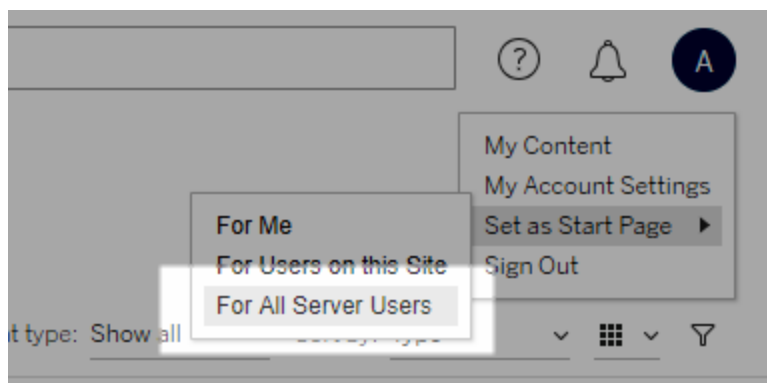 A
My Content
My Account Settings
Set as Start Page
Sign Out
For Me
For Users on this Site
For All Server Users
t type: Show all